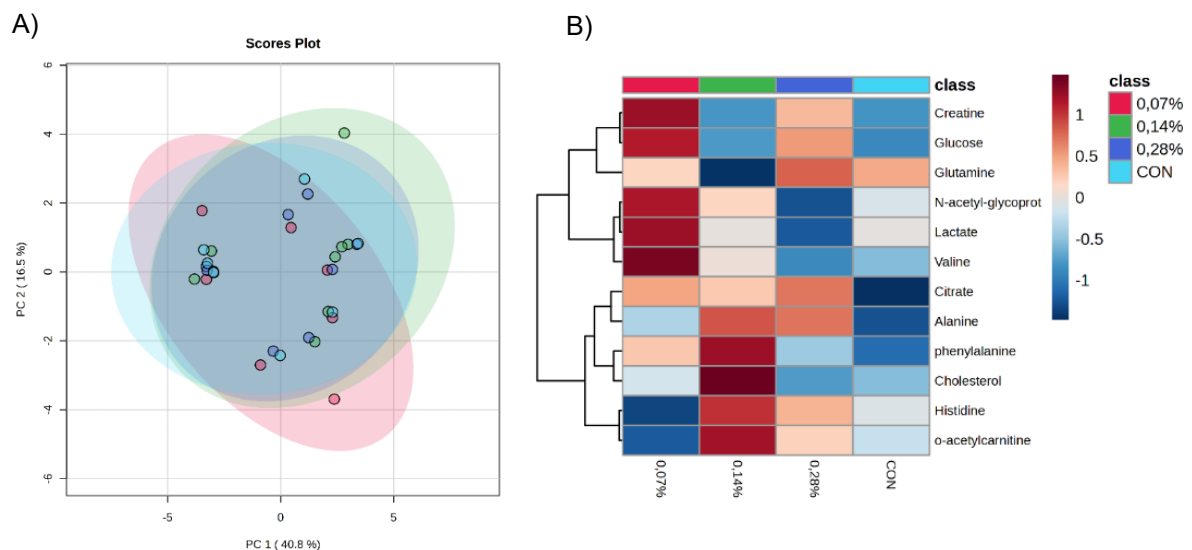 A)
Scores Plot
6
4
2
0
-2
-4
-6
PC 2 ( 16.5 %)
-5 0 5
PC 1 ( 40.8 %)
B)
class
Creatine
Glucose
Glutamine
N-acetyl-glycoprot
Lactate
Valine
Citrate
Alanine
phenylalanine
Cholesterol
Histidine
o-acetylcarnitine
0,07% 0,14% 0,28% CON
1
0.5
0
-0.5
-1
class
0,07%
0,14%
0,28%
CON